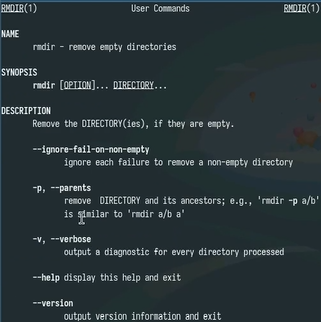 RMDIR(1) User Commands RMDIR(1)
NAME
rmdir - remove empty directories
SYNOPSIS
rmdir [OPTION]... DIRECTORY...
DESCRIPTION
Remove the DIRECTORY(ies), if they are empty.
--ignore-fail-on-non-empty
ignore each failure to remove a non-empty directory
-p, --parents
remove DIRECTORY and its ancestors; e.g., 'rmdir -p a/b'
is similar to 'rmdir a/b a'
-v, --verbose
output a diagnostic for every directory processed
--help display this help and exit
--version
output version information and exit